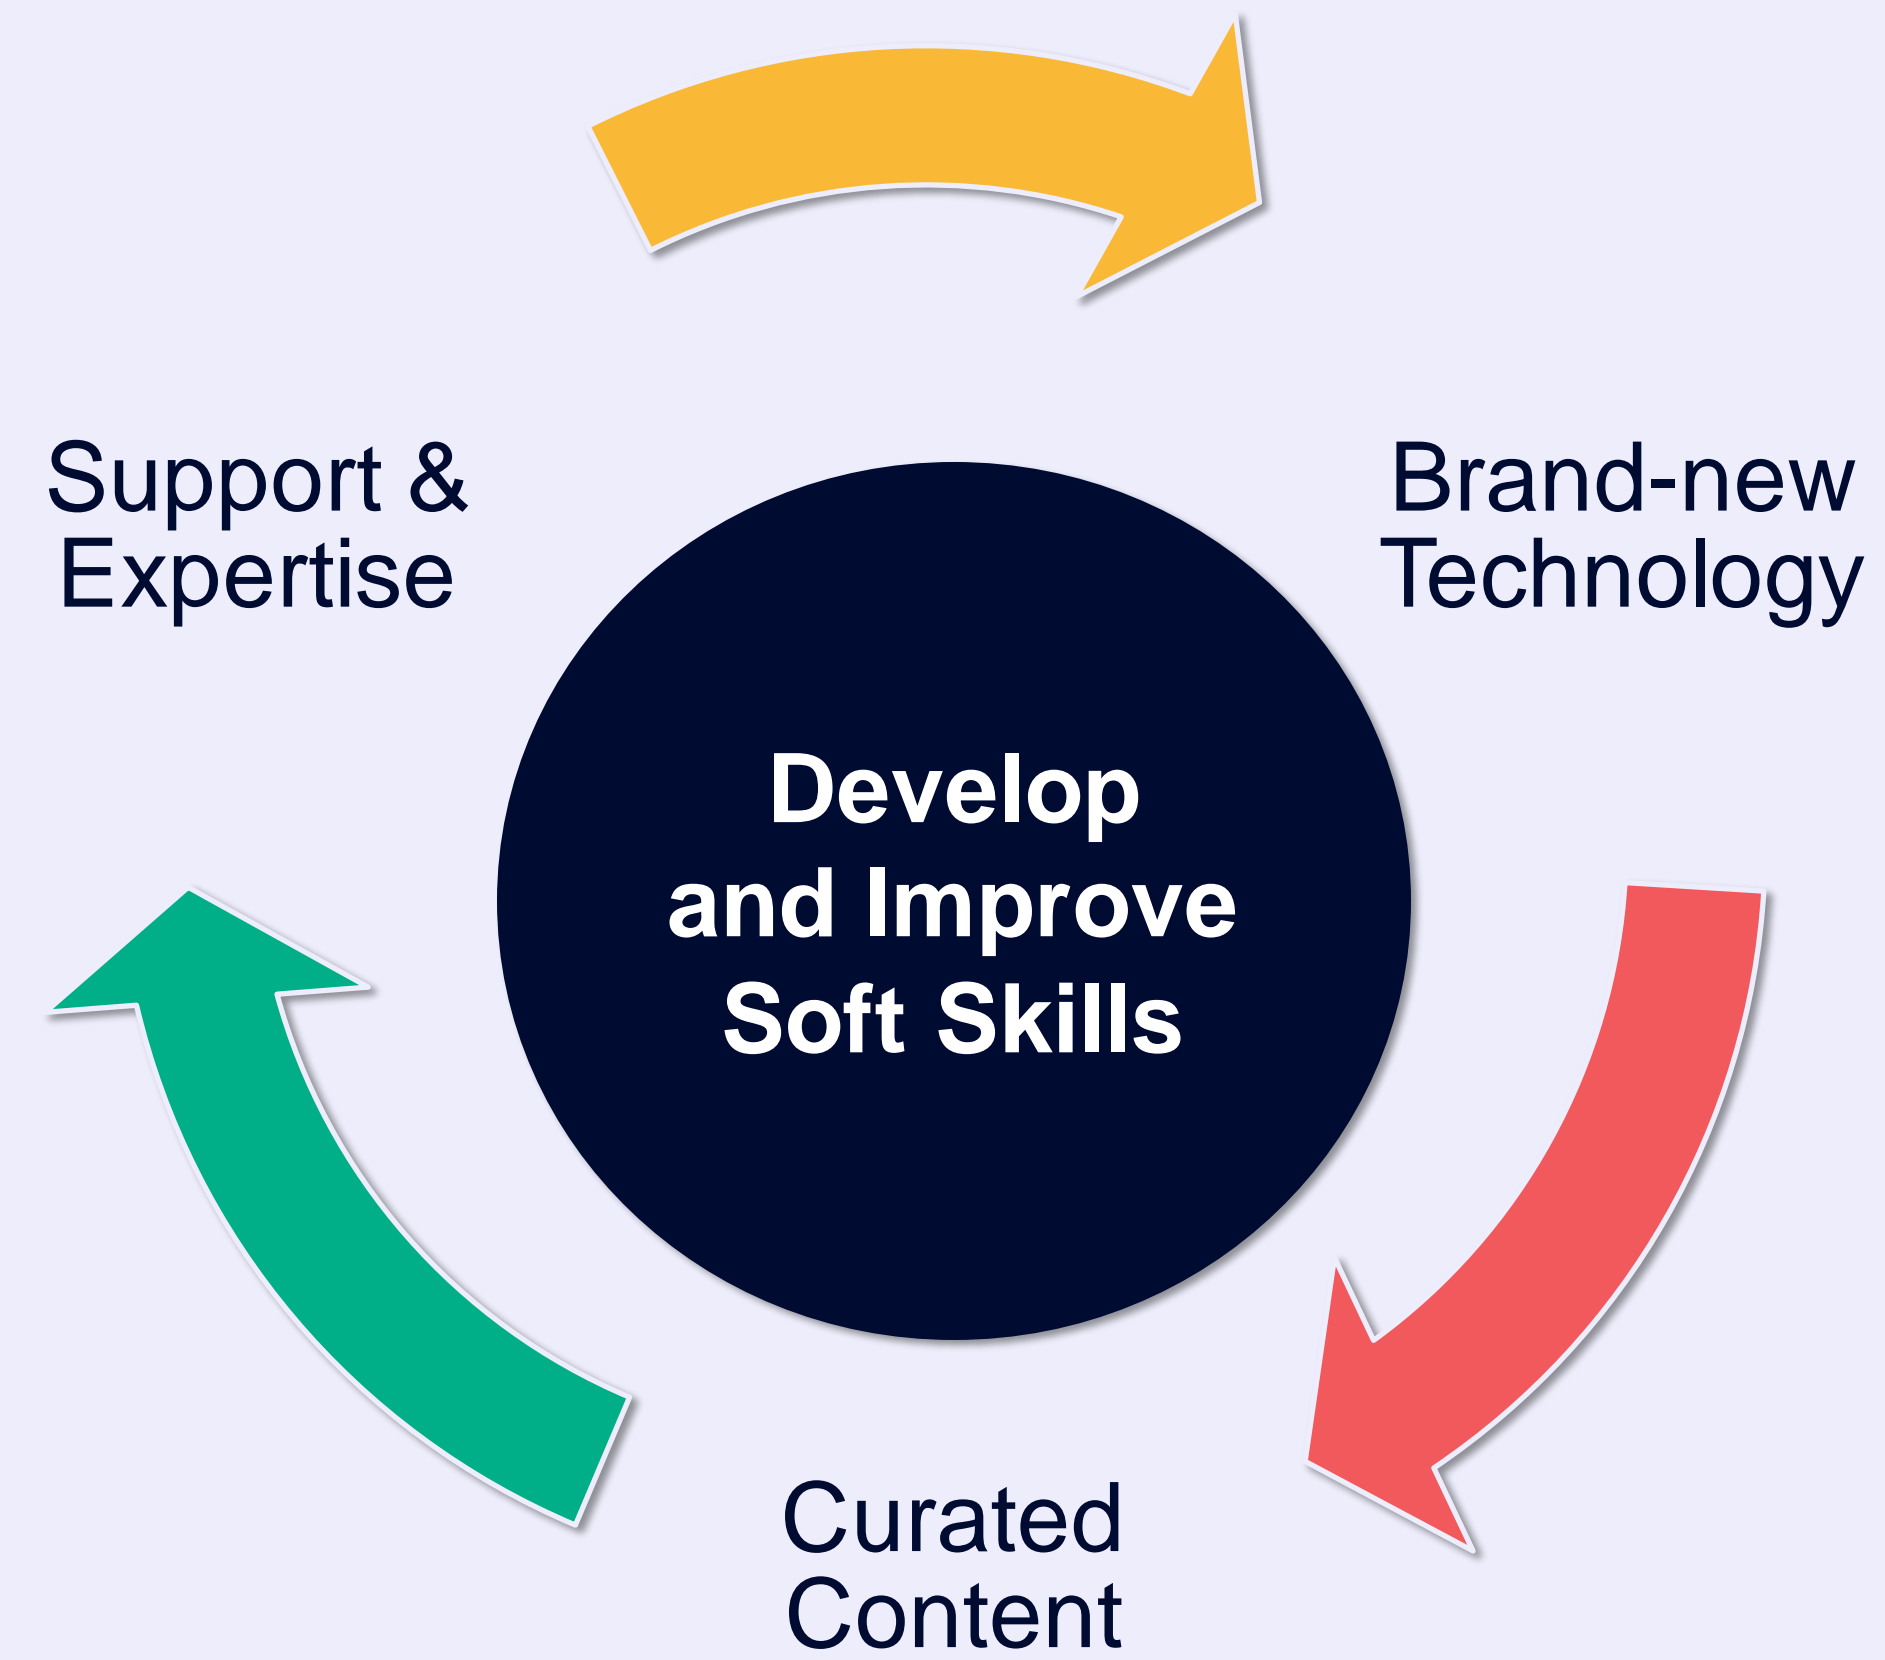 Support &
Expertise
Brand-new
Technology
Develop
and Improve
Soft Skills
Curated
Content